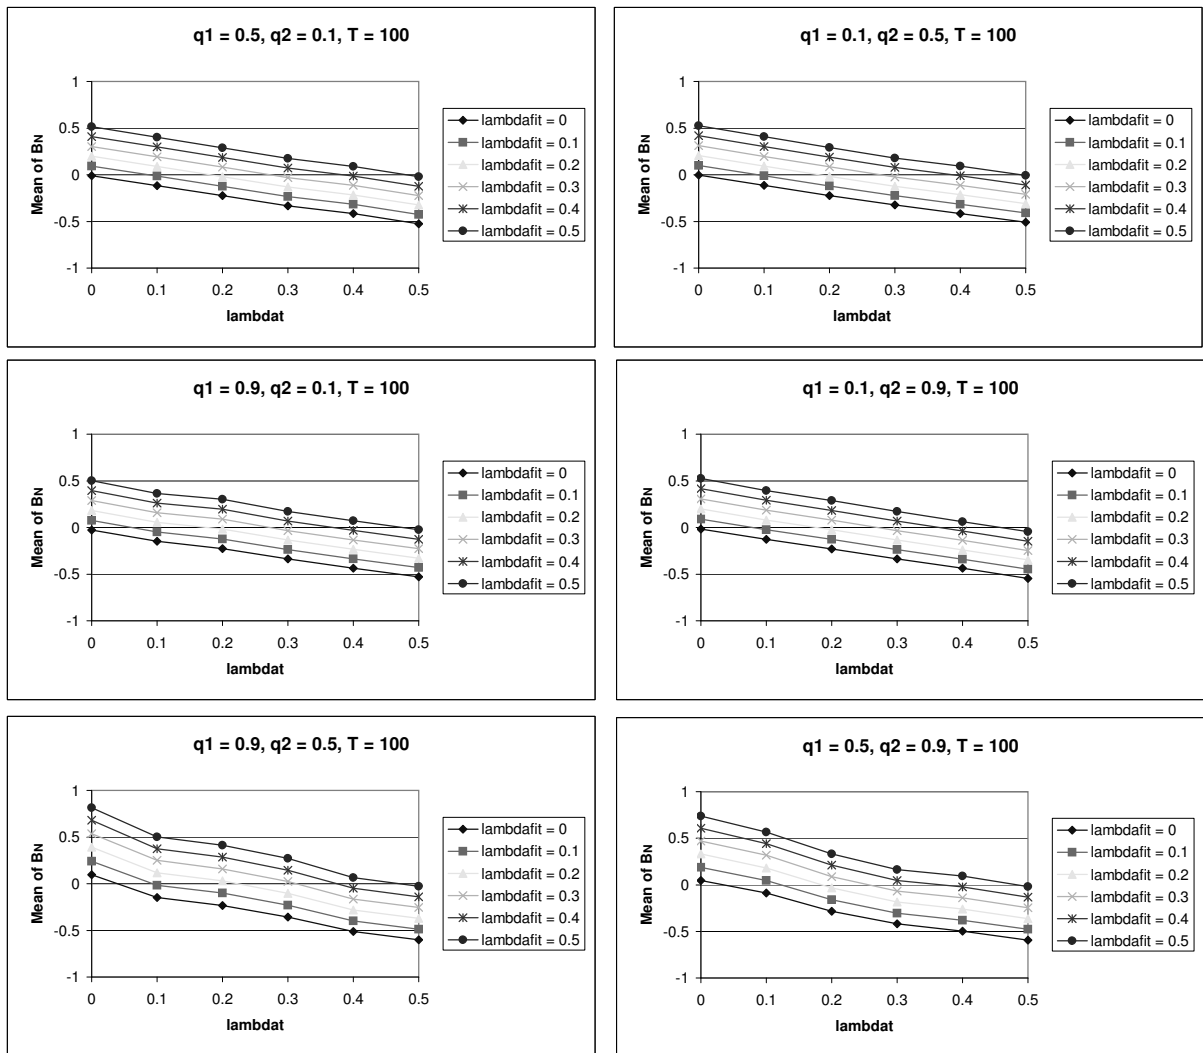 q1 = 0.5, q2 = 0.1, T = 100
Mean of BN
1
0.5
0
-0.5
-1
0 0.1 0.2 0.3 0.4 0.5
lambdat
lambdafit = 0
lambdafit = 0.1
lambdafit = 0.2
lambdafit = 0.3
lambdafit = 0.4
lambdafit = 0.5
q1 = 0.1, q2 = 0.5, T = 100
Mean of BN
1
0.5
0
-0.5
-1
0 0.1 0.2 0.3 0.4 0.5
lambdat
lambdafit = 0
lambdafit = 0.1
lambdafit = 0.2
lambdafit = 0.3
lambdafit = 0.4
lambdafit = 0.5
q1 = 0.9, q2 = 0.1, T = 100
Mean of BN
1
0.5
0
-0.5
-1
0 0.1 0.2 0.3 0.4 0.5
lambdat
lambdafit = 0
lambdafit = 0.1
lambdafit = 0.2
lambdafit = 0.3
lambdafit = 0.4
lambdafit = 0.5
q1 = 0.1, q2 = 0.9, T = 100
Mean of BN
1
0.5
0
-0.5
-1
0 0.1 0.2 0.3 0.4 0.5
lambdat
lambdafit = 0
lambdafit = 0.1
lambdafit = 0.2
lambdafit = 0.3
lambdafit = 0.4
lambdafit = 0.5
q1 = 0.9, q2 = 0.5, T = 100
Mean of BN
1
0.5
0
-0.5
-1
0 0.1 0.2 0.3 0.4 0.5
lambdat
lambdafit = 0
lambdafit = 0.1
lambdafit = 0.2
lambdafit = 0.3
lambdafit = 0.4
lambdafit = 0.5
q1 = 0.5, q2 = 0.9, T = 100
Mean of BN
1
0.5
0
-0.5
-1
0 0.1 0.2 0.3 0.4 0.5
lambdat
lambdafit = 0
lambdafit = 0.1
lambdafit = 0.2
lambdafit = 0.3
lambdafit = 0.4
lambdafit = 0.5